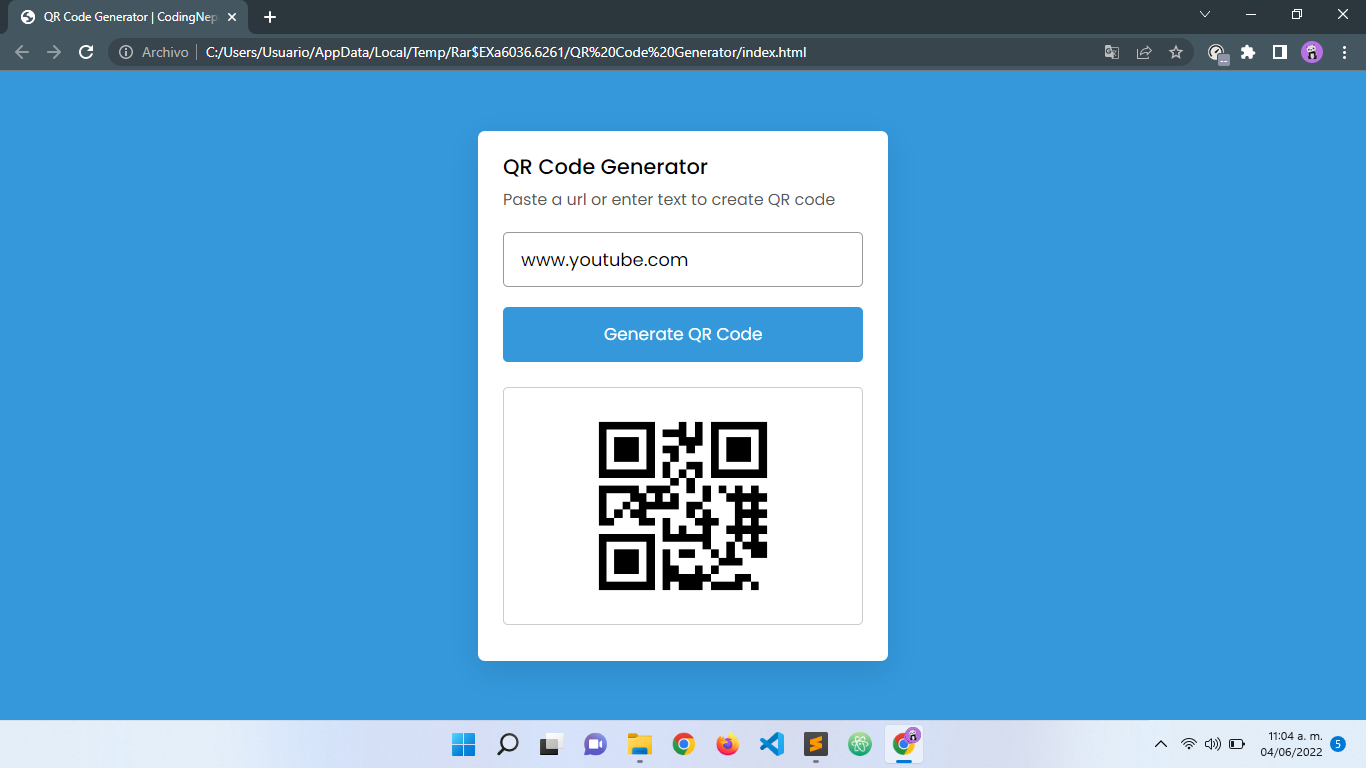 QR Code Generator | CodingNep
Archivo C:/Users/Usuario/AppData/Local/Temp/Rar$EXa6036.6261/QR%20Code%20Generator/index.html
QR Code Generator
Paste a url or enter text to create QR code
www.youtube.com
Generate QR Code
11:04 a. m.
04/06/2022
5